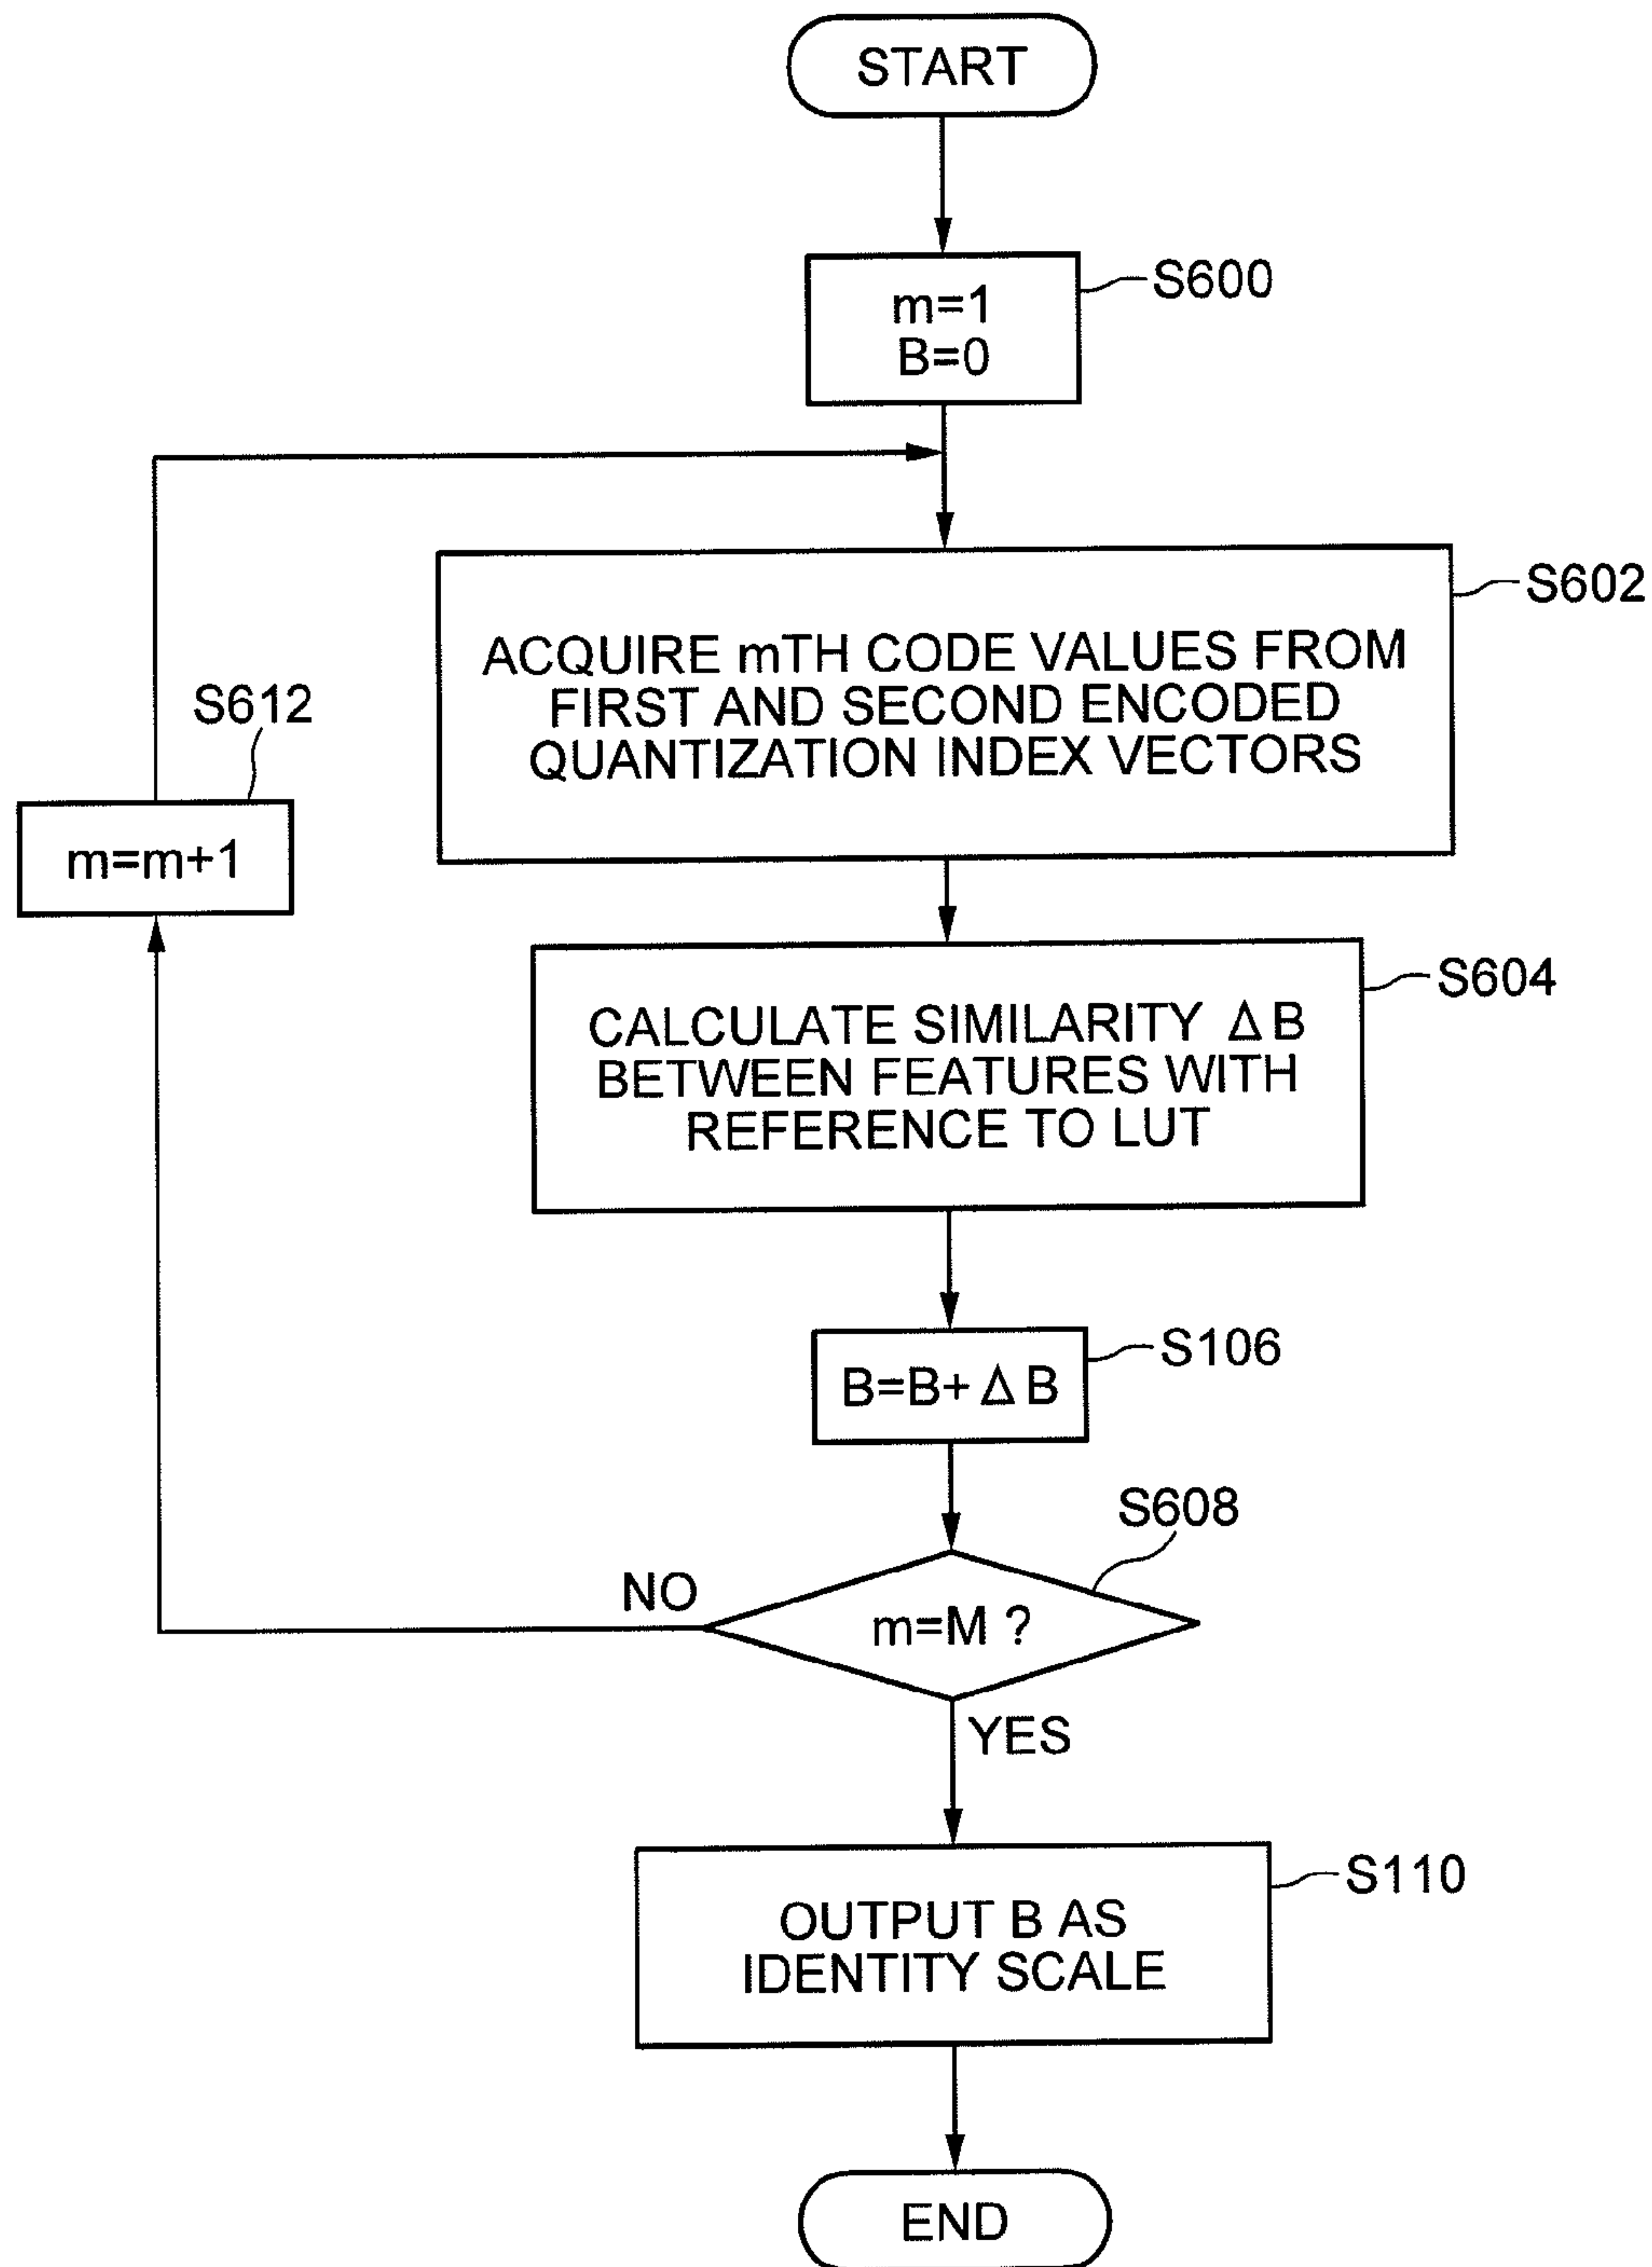 START
S600
m=1
B=0
S602
ACQUIRE mTH CODE VALUES FROM
FIRST AND SECOND ENCODED
QUANTIZATION INDEX VECTORS
S612
m=m+1
S604
CALCULATE SIMILARITY ΔB
BETWEEN FEATURES WITH
REFERENCE TO LUT
S106
B=B+ΔB
S608
NO
m=M ?
YES
S110
OUTPUT B AS
IDENTITY SCALE
END